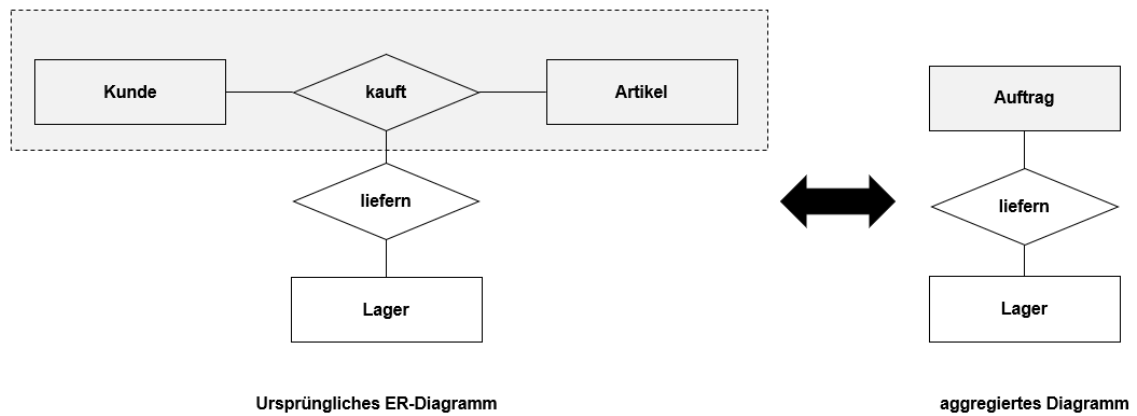 Kunde
kauft
Artikel
liefern
Lager
Ursprüngliches ER-Diagramm
Auftrag
liefern
Lager
aggregiertes Diagramm